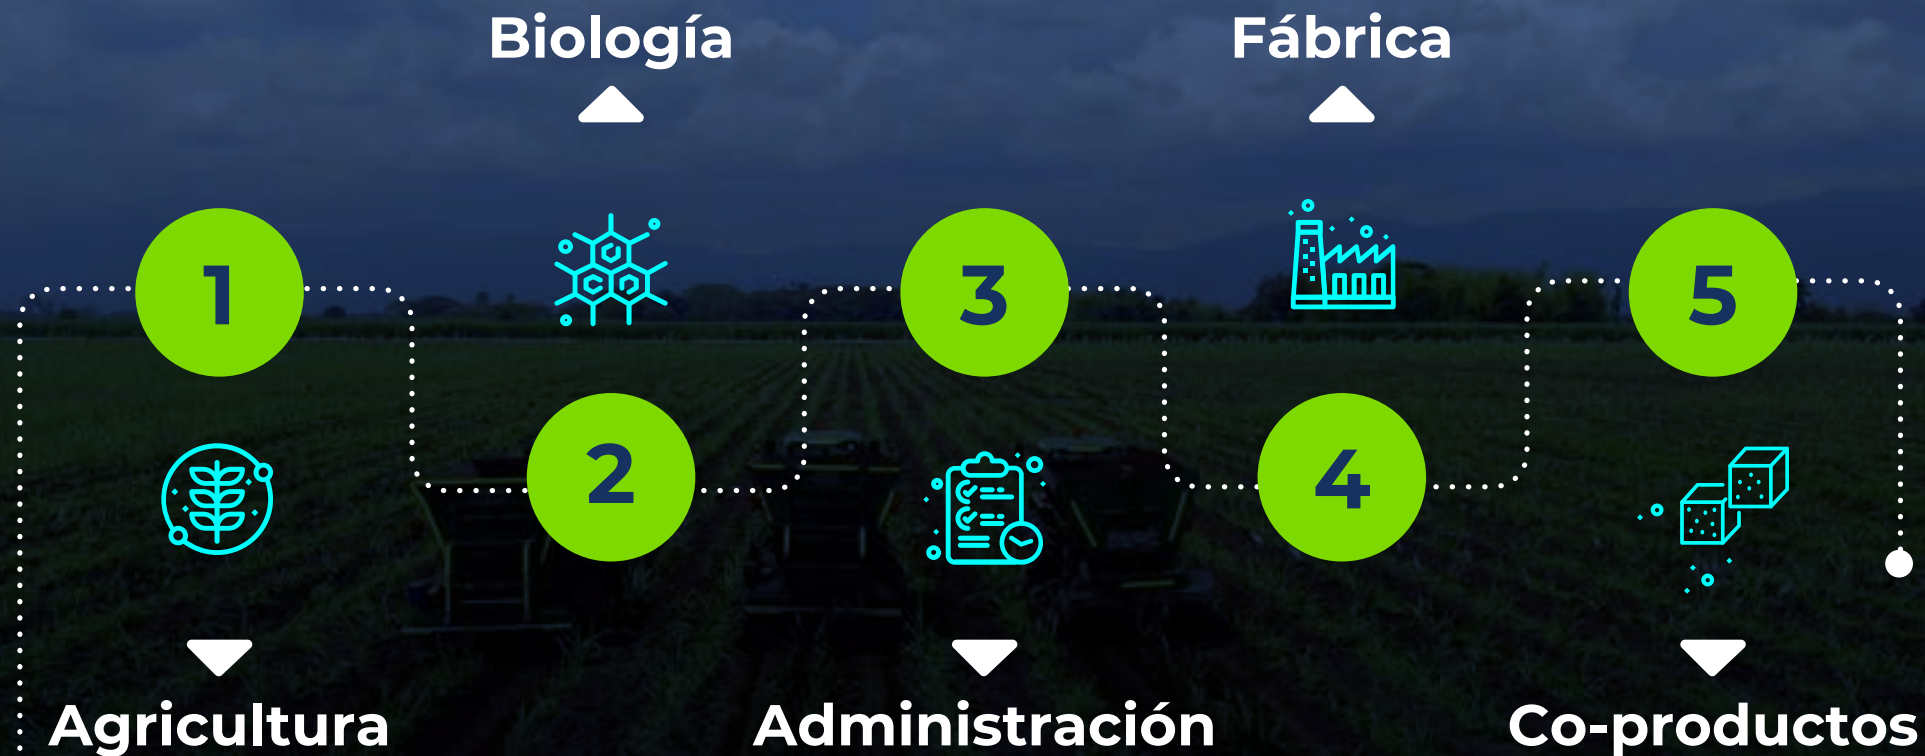 Biología
Fábrica
1
3
5
2
4
Agricultura
Administración
Co-productos